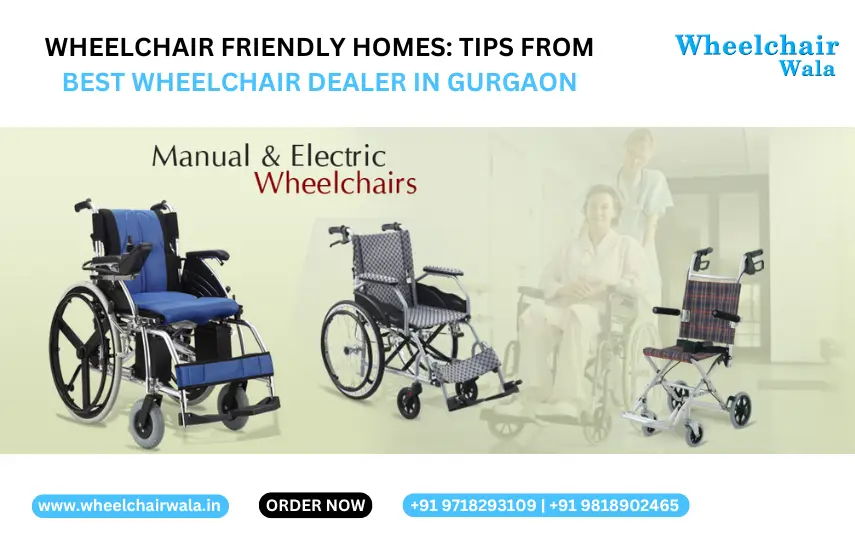 WHEELCHAIR FRIENDLY HOMES: TIPS FROM
BEST WHEELCHAIR DEALER IN GURGAON
Wheelchair
Wala
Manual & Electric
Wheelchairs
www.wheelchairwala.in
ORDER NOW
+91 9718293109 | +91 9818902465